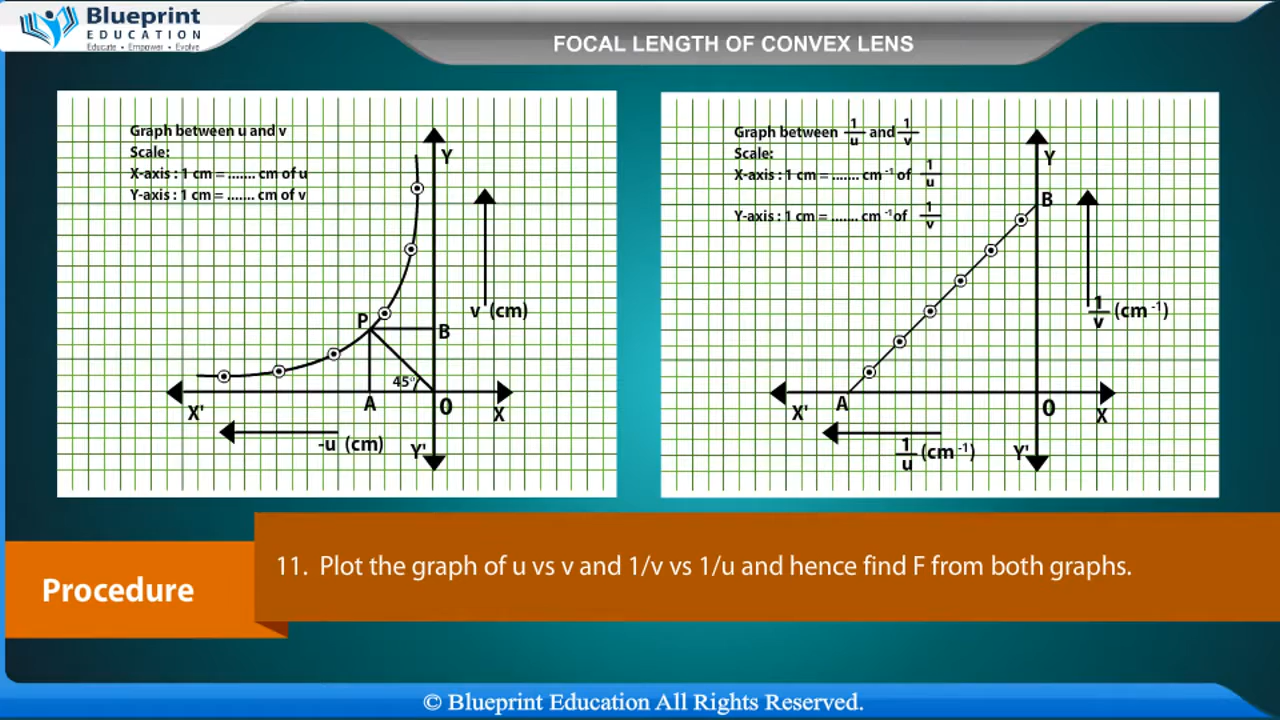 Blueprint
EDUCATION
Educate • Empower • Evolve
FOCAL LENGTH OF CONVEX LENS
Graph between u and v
Scale:
X-axis : 1 cm = ....... cm of u
Y-axis : 1 cm = ....... cm of v
Y
v (cm)
P
B
45°
A
O
X'
X
-u (cm)
Y'
Graph between 1/u and 1/v
Scale:
X-axis : 1 cm = ....... cm ⁻¹ of 1/u
Y-axis : 1 cm = ....... cm ⁻¹ of 1/v
Y
B
1/v (cm ⁻¹)
A
O
X'
X
1/u (cm ⁻¹)
Y'
Procedure
11. Plot the graph of u vs v and 1/v vs 1/u and hence find F from both graphs.
© Blueprint Education All Rights Reserved.